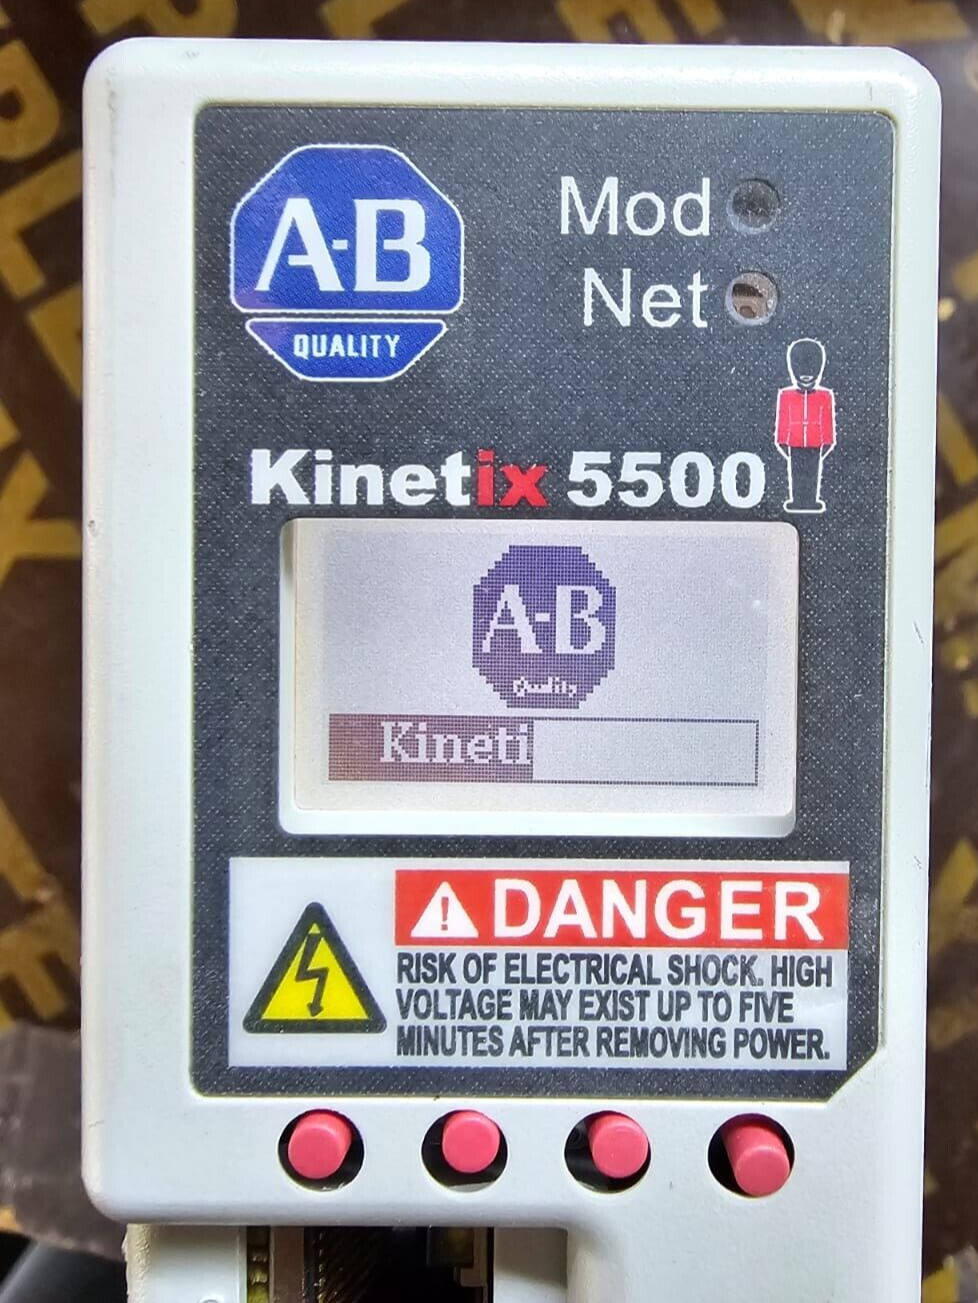 A-B
QUALITY
Mod
Net
Kinetix 5500
A-B
Quality
Kineti
DANGER
RISK OF ELECTRICAL SHOCK. HIGH
VOLTAGE MAY EXIST UP TO FIVE
MINUTES AFTER REMOVING POWER.